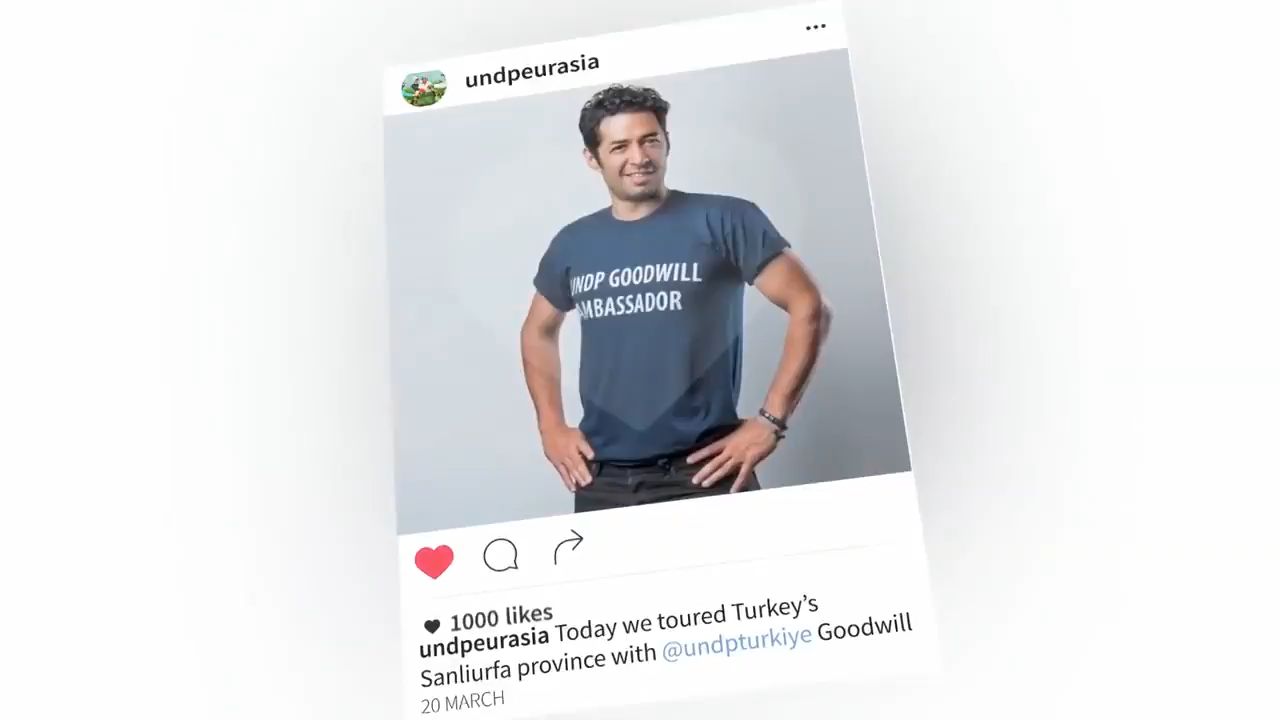 undpeurasia
UNDP GOODWILL
AMBASSADOR
1000 likes
undpeurasia Today we toured Turkey’s
Sanliurfa province with @undpturkiye Goodwill
20 MARCH